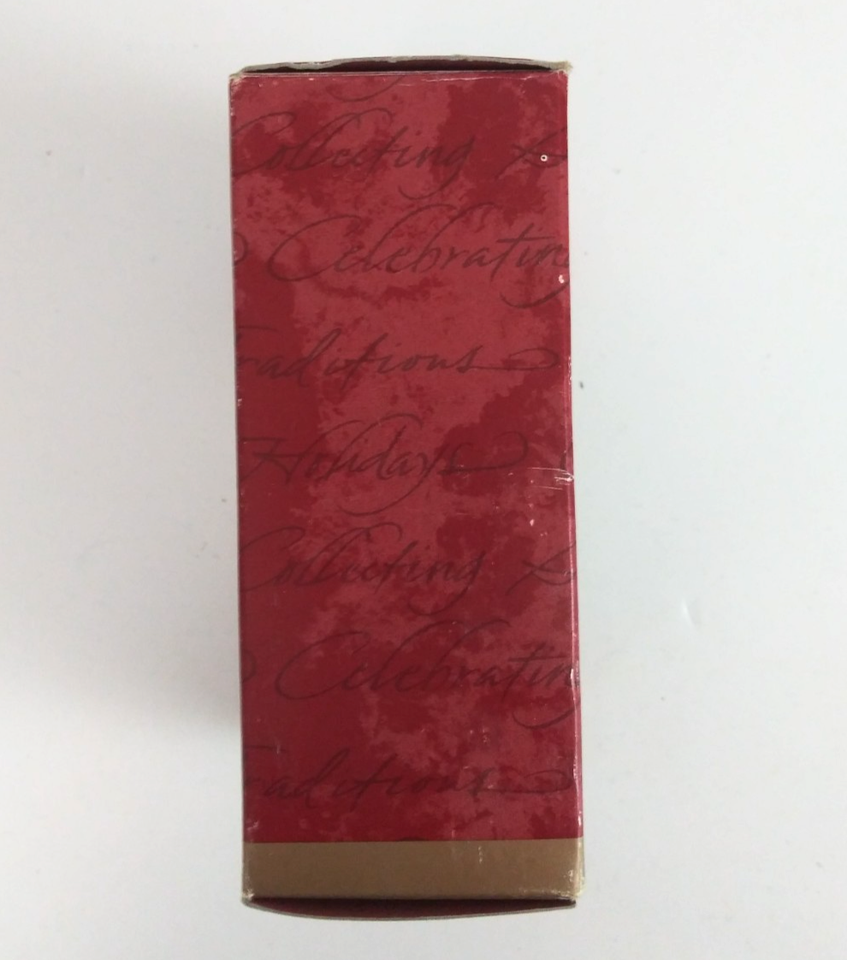 Collecting &
Celebrating
Traditions
Holidays
Collecting &
Celebrating
Traditions